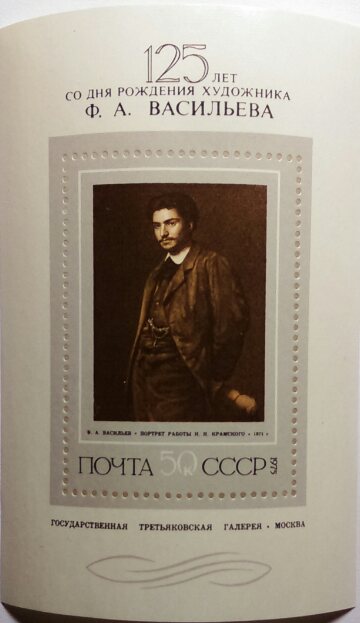 125 ЛЕТ
СО ДНЯ РОЖДЕНИЯ ХУДОЖНИКА
Ф. А. ВАСИЛЬЕВА
Ф. А. ВАСИЛЬЕВ • ПОРТРЕТ РАБОТЫ И. Н. КРАМСКОГО • 1871 г
ПОЧТА 50К СССР 1975
ГОСУДАРСТВЕННАЯ ТРЕТЬЯКОВСКАЯ ГАЛЕРЕЯ • МОСКВА